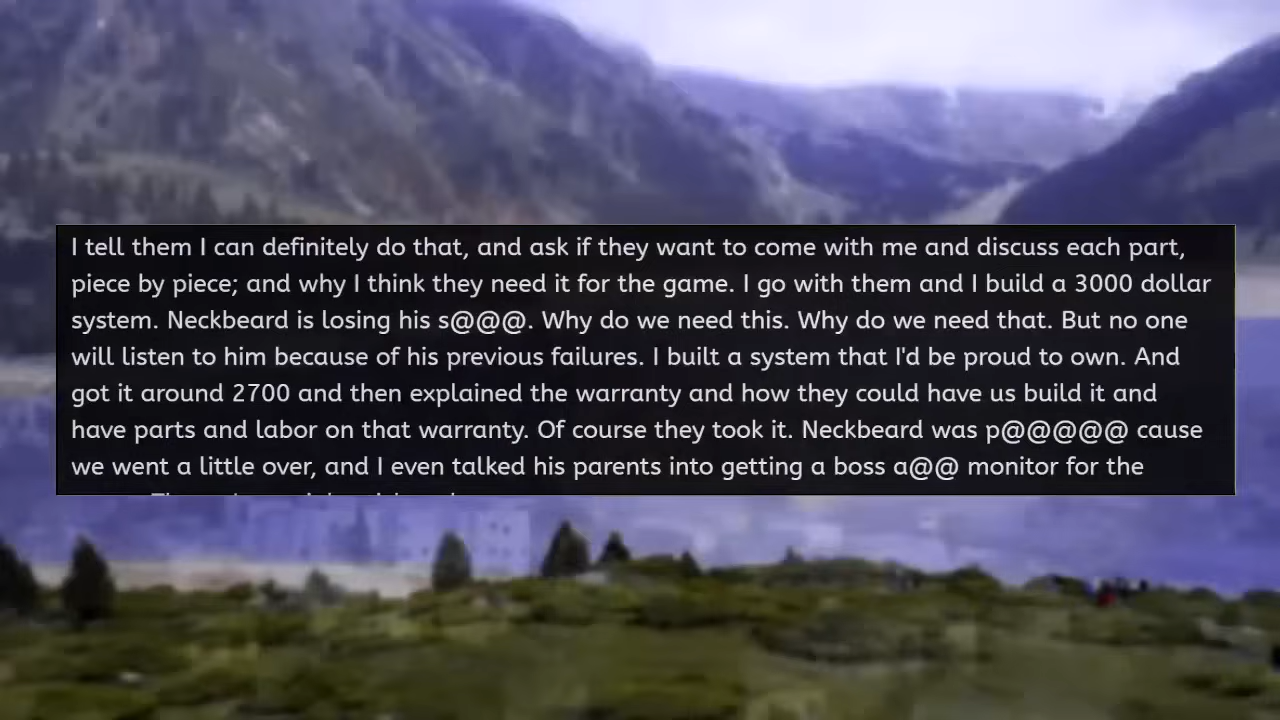 I tell them I can definitely do that, and ask if they want to come with me and discuss each part,
piece by piece; and why I think they need it for the game. I go with them and I build a 3000 dollar
system. Neckbeard is losing his s@@@. Why do we need this. Why do we need that. But no one
will listen to him because of his previous failures. I built a system that I'd be proud to own. And
got it around 2700 and then explained the warranty and how they could have us build it and
have parts and labor on that warranty. Of course they took it. Neckbeard was p@@@@@ cause
we went a little over, and I even talked his parents into getting a boss a@@ monitor for the